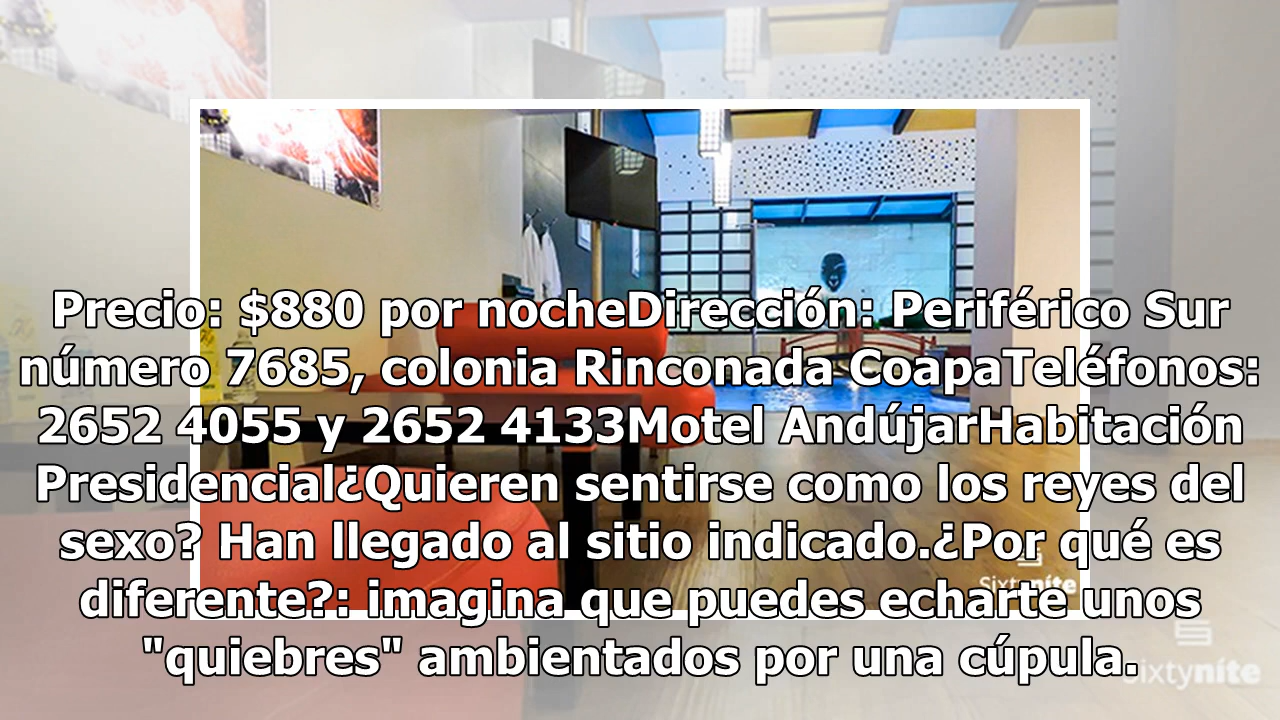 Precio: $880 por nocheDirección: Periférico Sur
número 7685, colonia Rinconada CoapaTeléfonos:
2652 4055 y 2652 4133Motel AndújarHabitación
Presidencial¿Quieren sentirse como los reyes del
sexo? Han llegado al sitio indicado.¿Por qué es
diferente?: imagina que puedes echarte unos
"quiebres" ambientados por una cúpula.
Sixtynite
Sixtynite